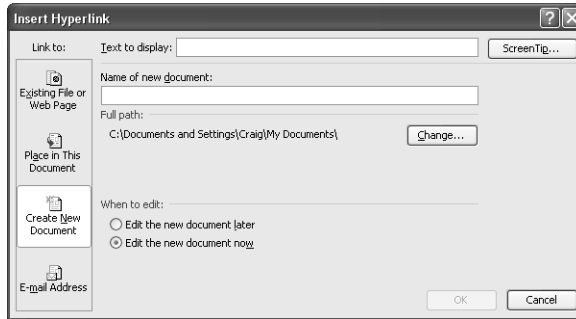 Insert Hyperlink
Link to:
Text to display:
ScreenTip...
Existing File or
Web Page
Place in This
Document
Create New
Document
E-mail Address
Name of new document:
Full path:
C:\Documents and Settings\Craig\My Documents\
Change...
When to edit:
Edit the new document later
Edit the new document now
OK
Cancel